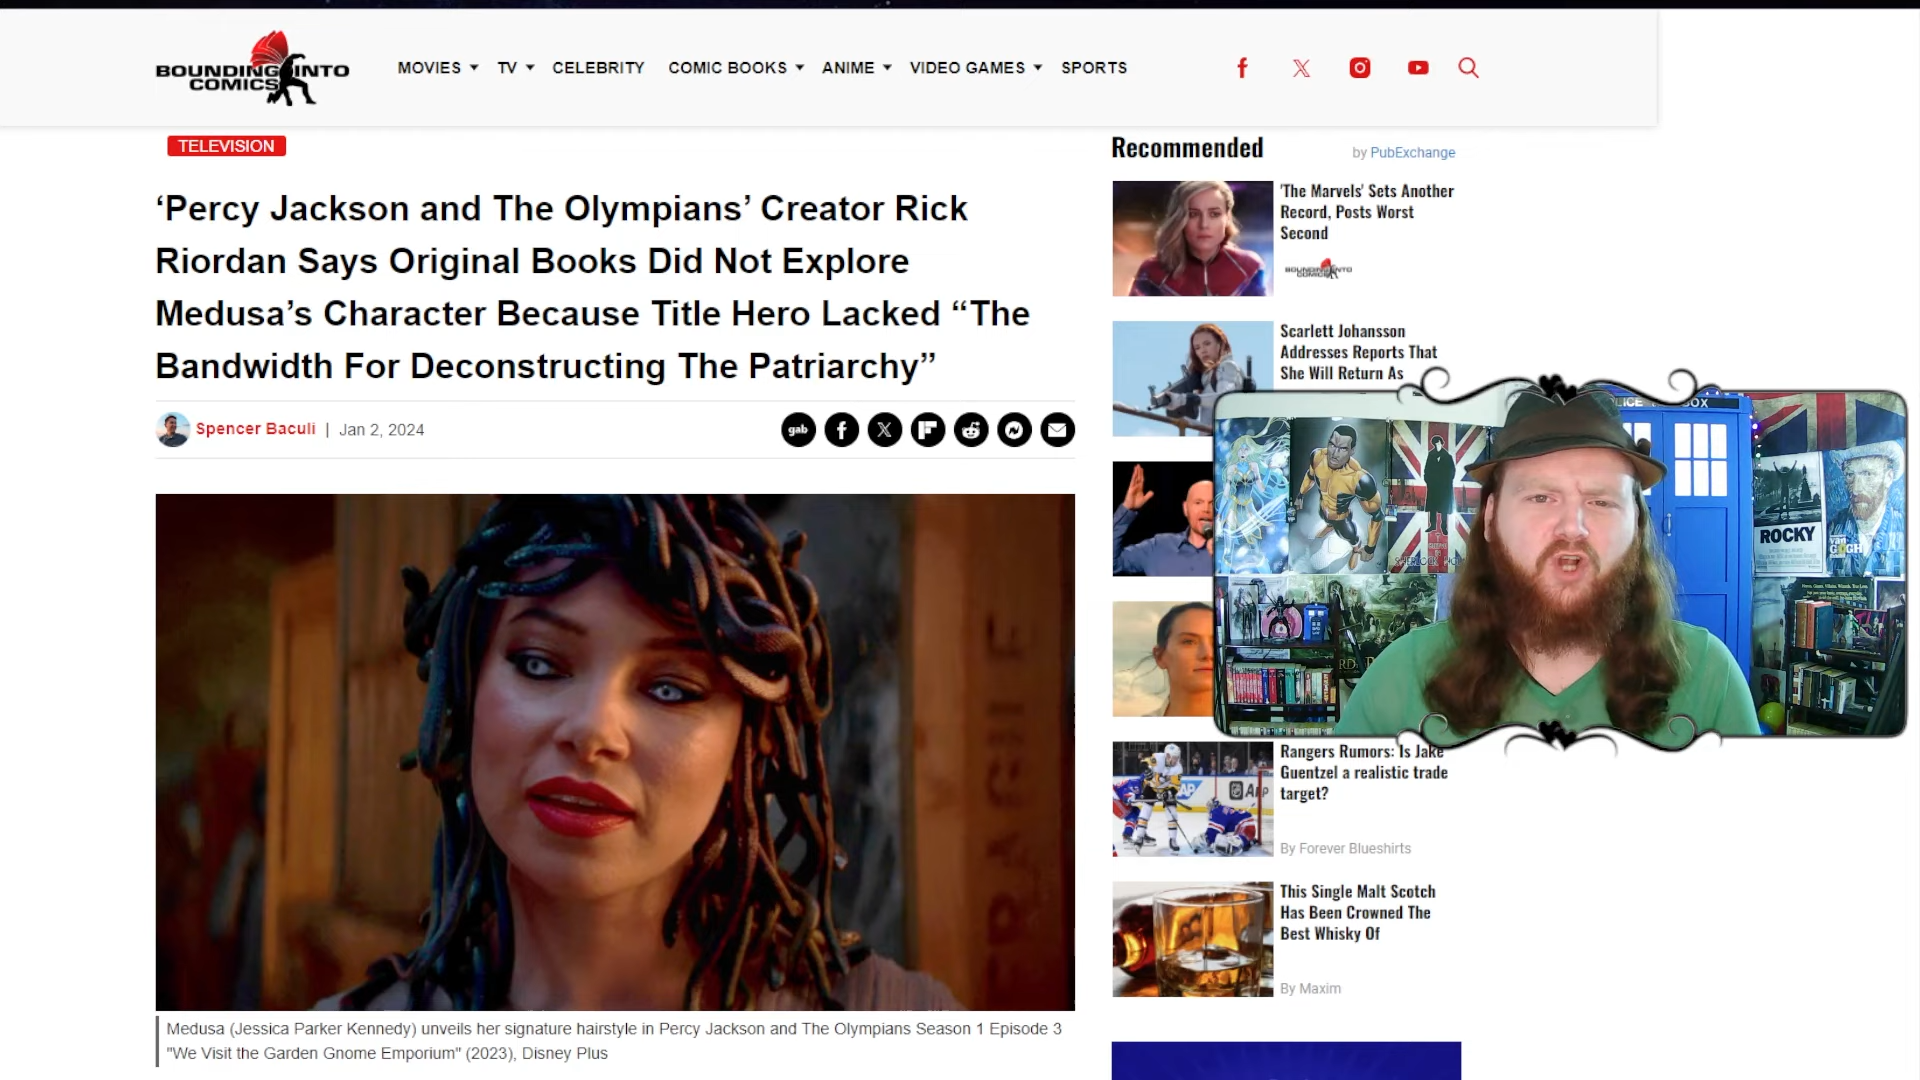 BOUNDING INTO
COMICS
MOVIES TV CELEBRITY COMIC BOOKS ANIME VIDEO GAMES SPORTS
TELEVISION
‘Percy Jackson and The Olympians’ Creator Rick
Riordan Says Original Books Did Not Explore
Medusa’s Character Because Title Hero Lacked “The
Bandwidth For Deconstructing The Patriarchy”
Spencer Baculi | Jan 2, 2024
gab
Medusa (Jessica Parker Kennedy) unveils her signature hairstyle in Percy Jackson and The Olympians Season 1 Episode 3
"We Visit the Garden Gnome Emporium" (2023), Disney Plus
Recommended
by PubExchange
'The Marvels' Sets Another
Record, Posts Worst
Second
BOUNDING INTO
COMICS
Scarlett Johansson
Addresses Reports That
She Will Return As
BOX
ROCKY
van
GOGH
Rangers Rumors: Is Jake
Guentzel a realistic trade
target?
By Forever Blueshirts
This Single Malt Scotch
Has Been Crowned The
Best Whisky Of
By Maxim